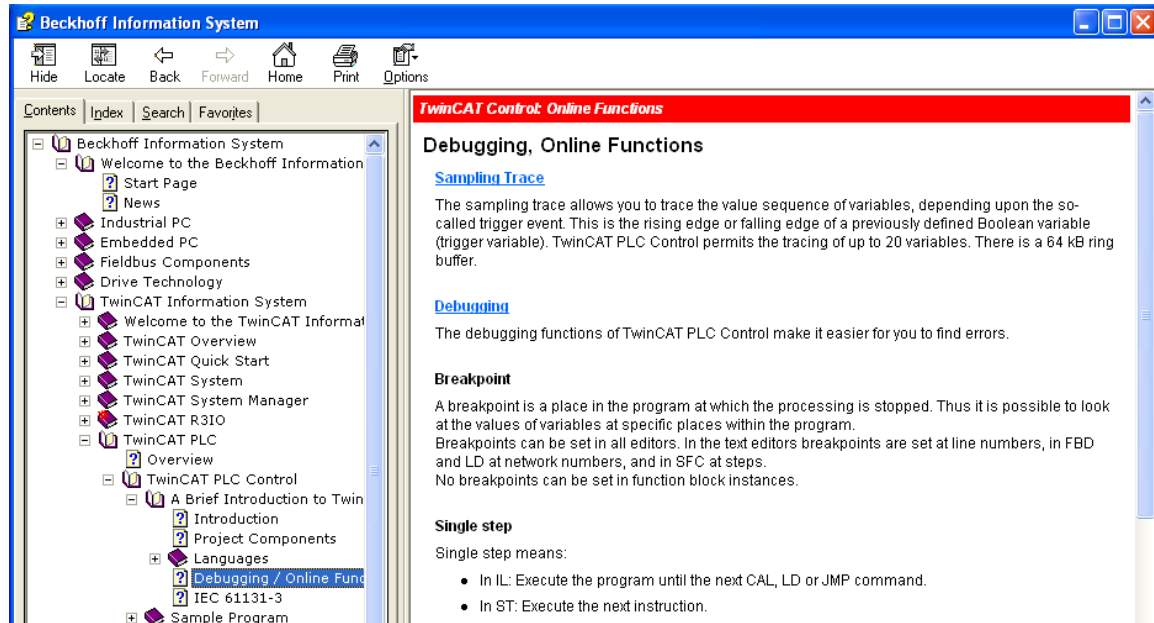 Beckhoff Information System
Hide Locate Back Forward Home Print Options
Contents Index Search Favorites
Beckhoff Information System
Welcome to the Beckhoff Information
Start Page
News
Industrial PC
Embedded PC
Fieldbus Components
Drive Technology
TwinCAT Information System
Welcome to the TwinCAT Informat
TwinCAT Overview
TwinCAT Quick Start
TwinCAT System
TwinCAT System Manager
TwinCAT R3IO
TwinCAT PLC
Overview
TwinCAT PLC Control
A Brief Introduction to Twin
Introduction
Project Components
Languages
Debugging / Online Func
IEC 61131-3
Sample Program
TwinCAT Control: Online Functions
Debugging, Online Functions
Sampling Trace
The sampling trace allows you to trace the value sequence of variables, depending upon the so-
called trigger event. This is the rising edge or falling edge of a previously defined Boolean variable
(trigger variable). TwinCAT PLC Control permits the tracing of up to 20 variables. There is a 64 kB ring
buffer.
Debugging
The debugging functions of TwinCAT PLC Control make it easier for you to find errors.
Breakpoint
A breakpoint is a place in the program at which the processing is stopped. Thus it is possible to look
at the values of variables at specific places within the program.
Breakpoints can be set in all editors. In the text editors breakpoints are set at line numbers, in FBD
and LD at network numbers, and in SFC at steps.
No breakpoints can be set in function block instances.
Single step
Single step means:
• In IL: Execute the program until the next CAL, LD or JMP command.
• In ST: Execute the next instruction.